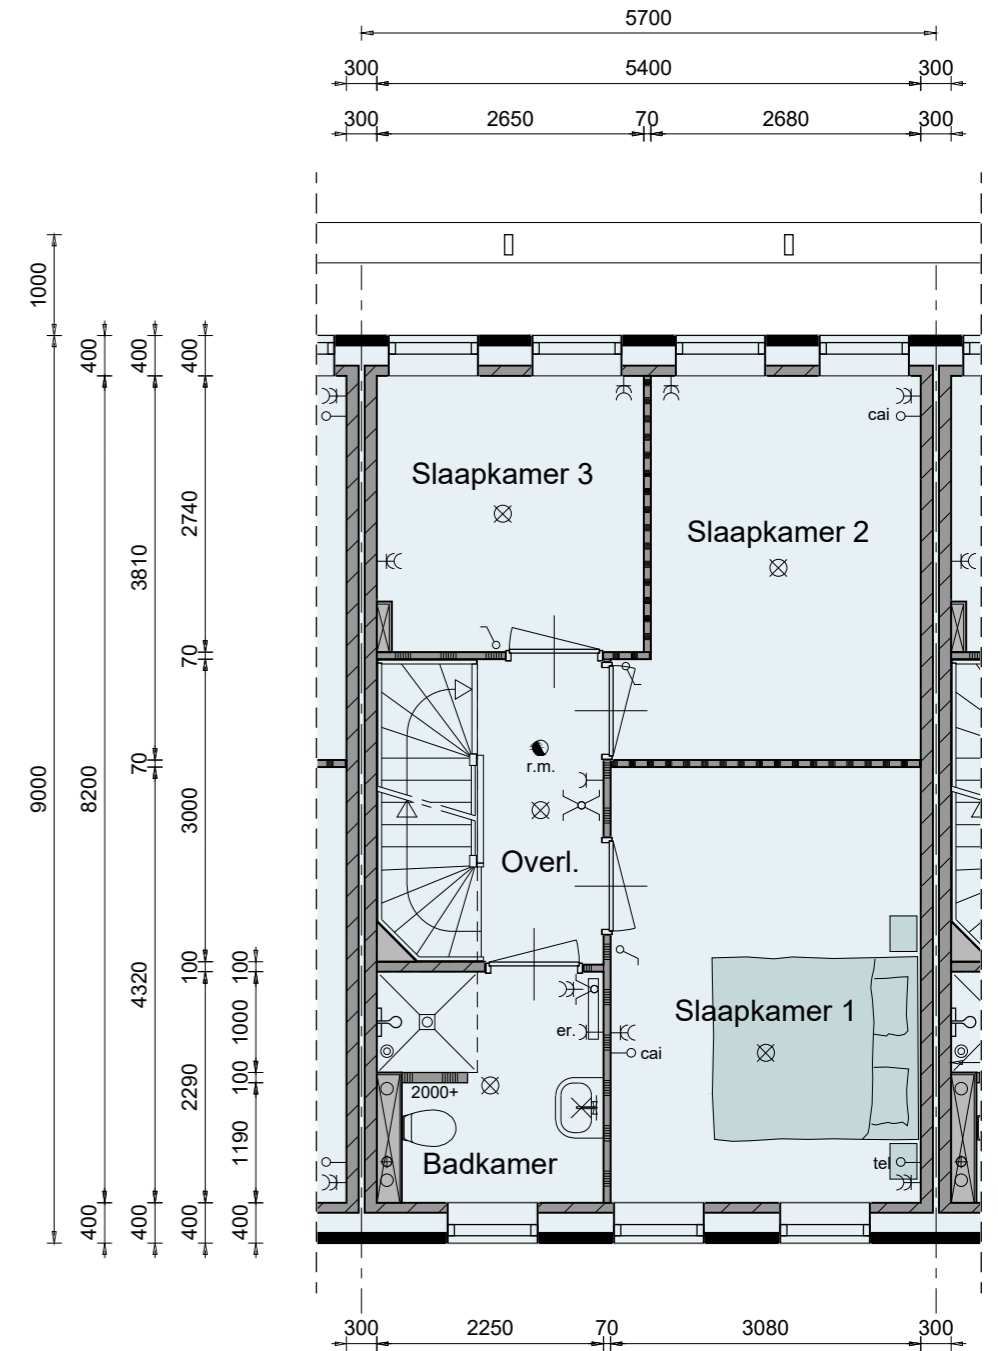 5700
300 5400 300
300 2650 70 2680 300
1000
400 400 400
cai
Slaapkamer 3
2740
Slaapkamer 2
3810
70
r.m.
70
9000 8200 3000
Overl.
100 100
4320
1000
Slaapkamer 1
er.
cai
2290 100
2000+
1190
Badkamer
tel
400 400 400 400
300 2250 70 3080 300